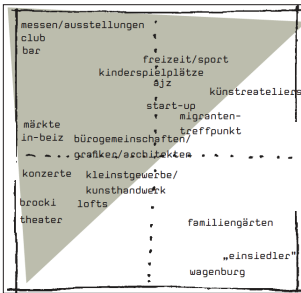 messen/ausstellungen
club
bar
freizeit/sport
kinderspielplätze
ajz
künstreateliers
start-up
märkte
in-beiz
migranten-
treffpunkt
bürogemeinschaften/
grafiker/architekten
konzerte
kleinstgewerbe/
kunsthandwerk
brocki
lofts
theater
familiengärten
„einsiedler"
wagenburg